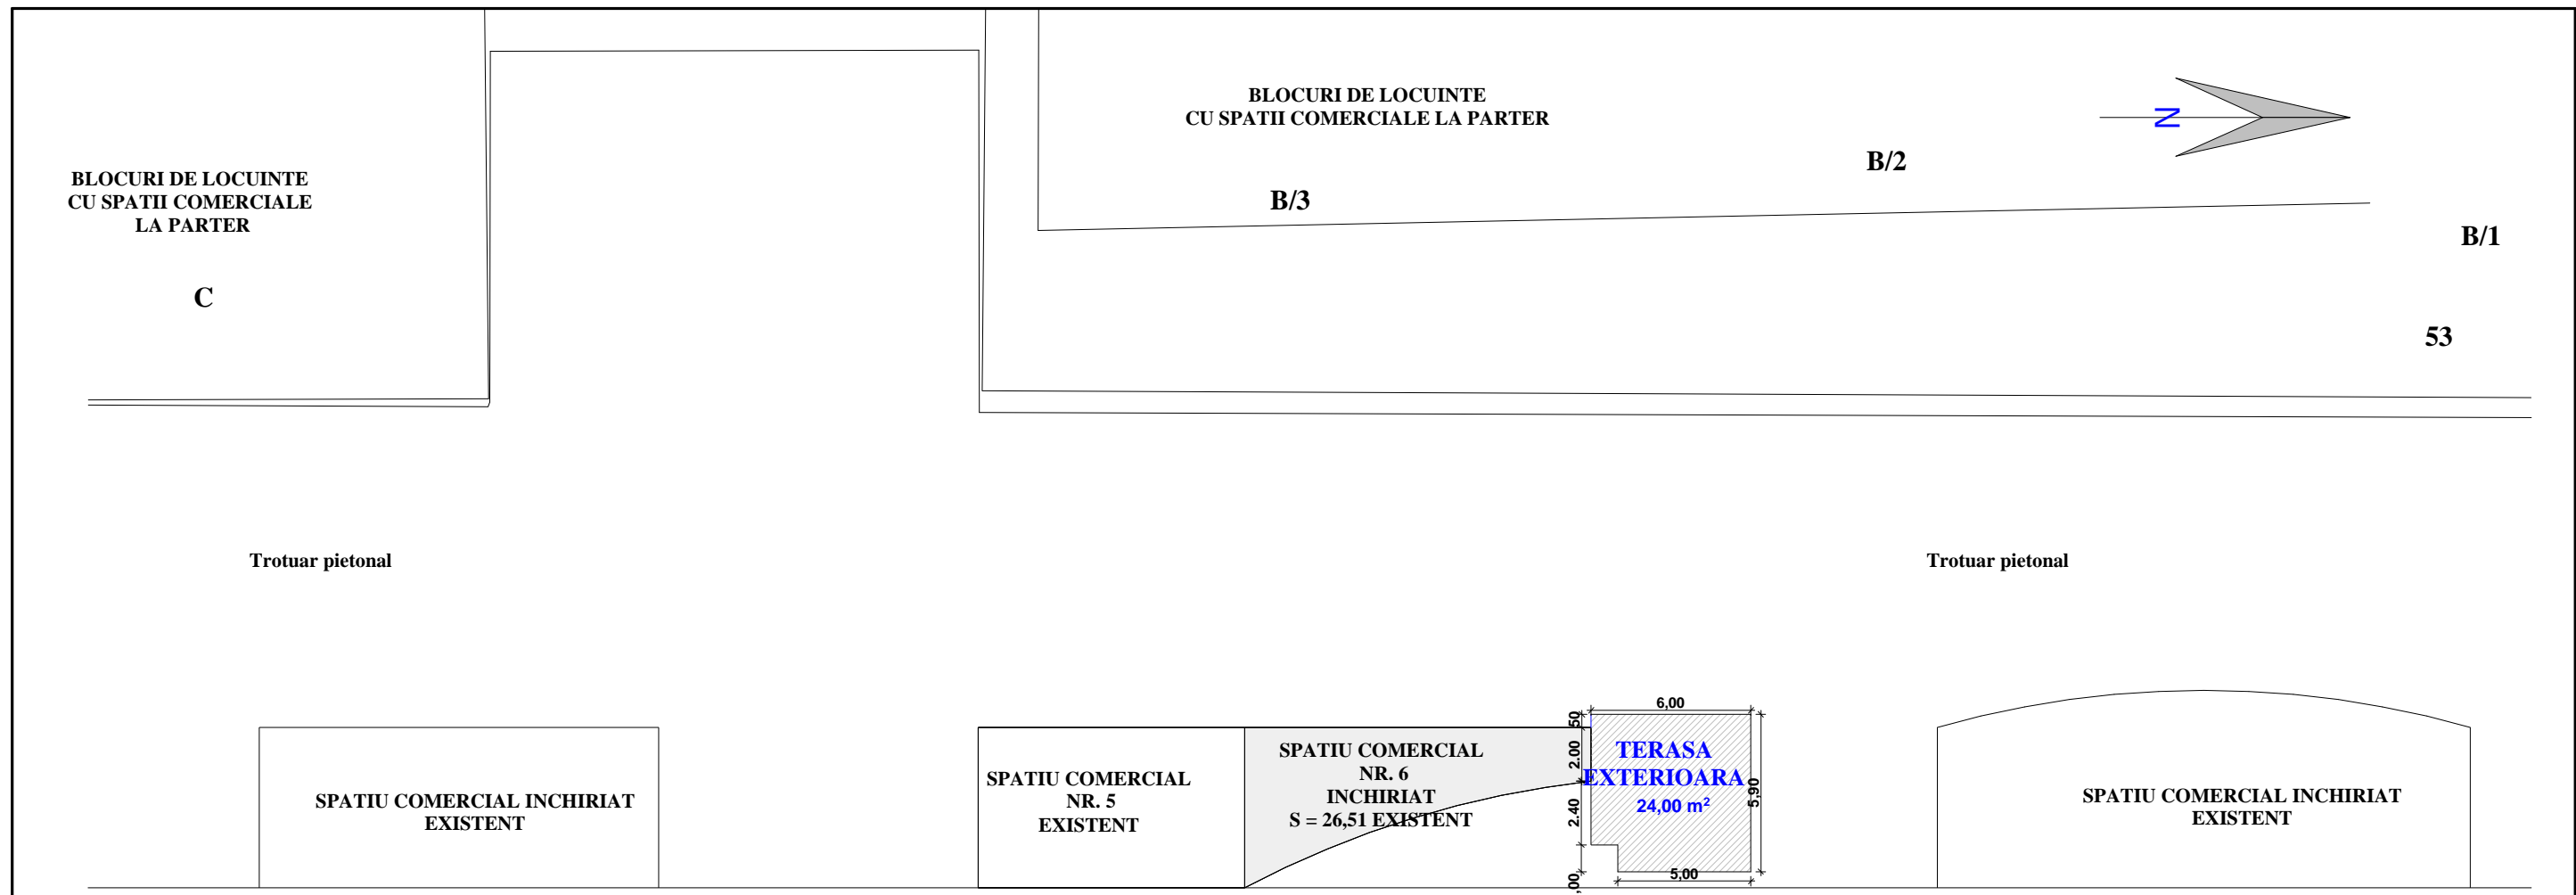 BLOCURI DE LOCUINTE
CU SPATII COMERCIALE LA PARTER
N
B/2
BLOCURI DE LOCUINTE
CU SPATII COMERCIALE
LA PARTER
B/3
B/1
C
53
Trotuar pietonal
Trotuar pietonal
6,00
50
SPATIU COMERCIAL
NR. 6
INCHIRIAT
S = 26,51 EXISTENT
2.00
TERASA
EXTERIOARA
24,00 m²
5,90
2.40
SPATIU COMERCIAL
NR. 5
EXISTENT
SPATIU COMERCIAL INCHIRIAT
EXISTENT
SPATIU COMERCIAL INCHIRIAT
EXISTENT
,00
5,00